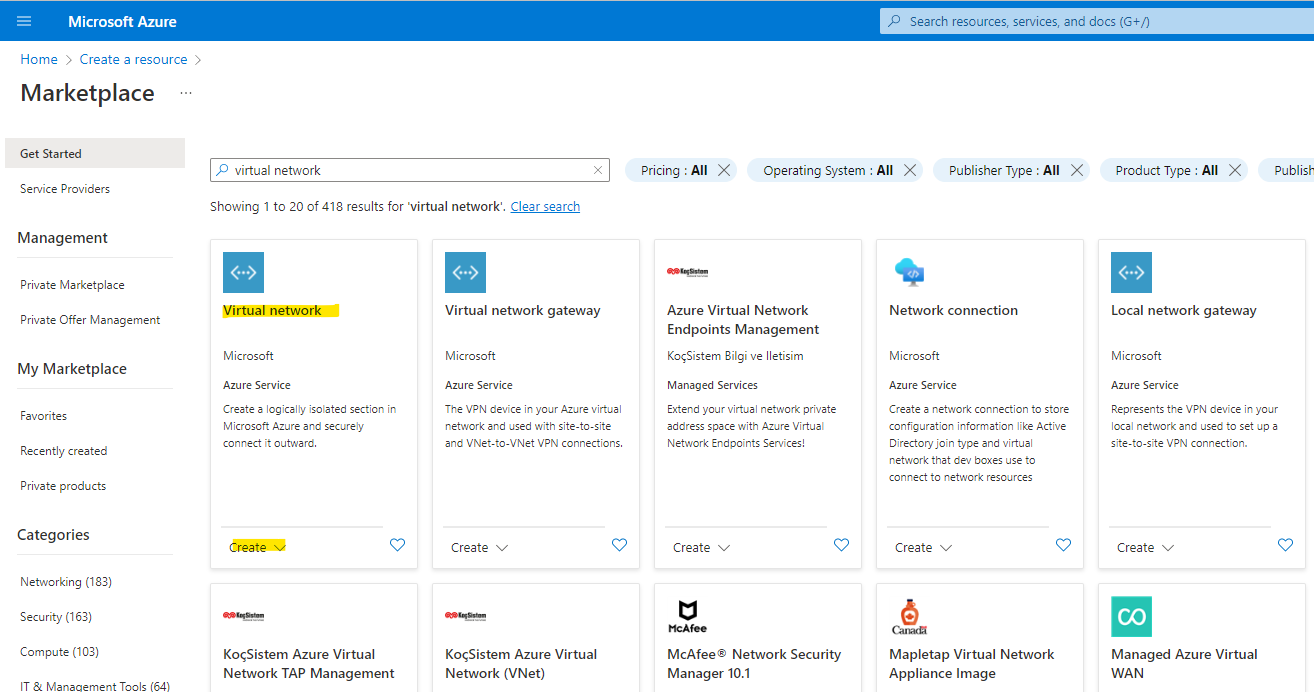 Microsoft Azure
Search resources, services, and docs (G+/)
Home > Create a resource >
Marketplace ...
Get Started
Service Providers
Management
Private Marketplace
Private Offer Management
My Marketplace
Favorites
Recently created
Private products
Categories
Networking (183)
Security (163)
Compute (103)
IT & Management Tools (64)
virtual network
Pricing : All
Operating System : All
Publisher Type : All
Product Type : All
Publish
Showing 1 to 20 of 418 results for 'virtual network'. Clear search
Virtual network
Microsoft
Azure Service
Create a logically isolated section in
Microsoft Azure and securely
connect it outward.
Create
Virtual network gateway
Microsoft
Azure Service
The VPN device in your Azure virtual
network and used with site-to-site
and VNet-to-VNet VPN connections.
Create
KoçSistem
Azure Virtual Network
Endpoints Management
KoçSistem Bilgi ve Iletisim
Managed Services
Extend your virtual network private
address space with Azure Virtual
Network Endpoints Services!
Create
Network connection
Microsoft
Azure Service
Create a network connection to store
configuration information like Active
Directory join type and virtual
network that dev boxes use to
connect to network resources
Create
Local network gateway
Microsoft
Azure Service
Represents the VPN device in your
local network and used to set up a
site-to-site VPN connection.
Create
KoçSistem
KoçSistem Azure Virtual
Network TAP Management
KoçSistem
KoçSistem Azure Virtual
Network (VNet)
McAfee
McAfee® Network Security
Manager 10.1
Canada
Mapletap Virtual Network
Appliance Image
Managed Azure Virtual
WAN